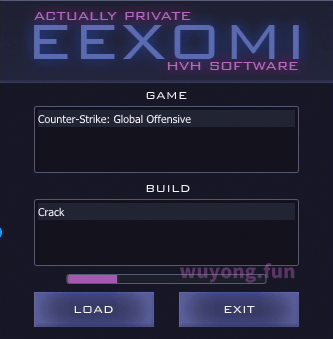 ACTUALLY PRIVATE
EEXOMI
HVH SOFTWARE
GAME
Counter-Strike: Global Offensive
BUILD
Crack
wuyong.fun
LOAD
EXIT